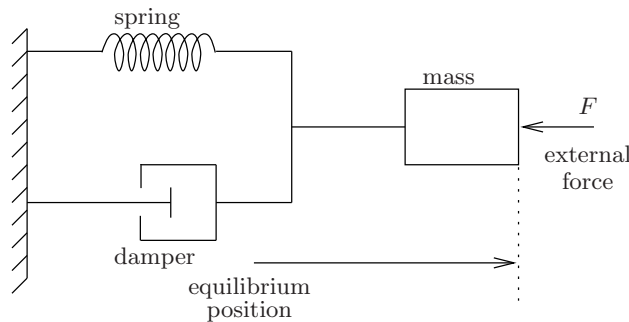 spring
mass
F
external
force
damper
equilibrium
position